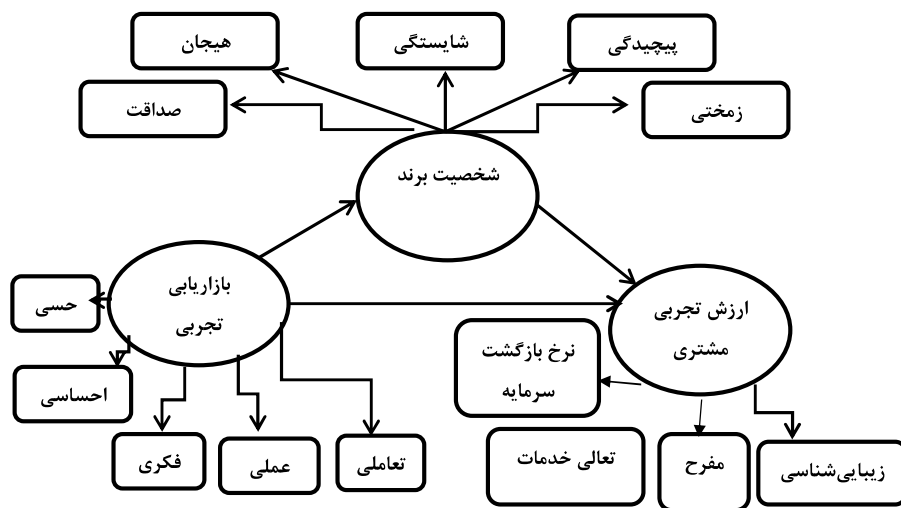 پیچیدگی
شایستگی
هیجان
زمختی
صداقت
شخصیت برند
بازاریابی
تجربی
ارزش تجربی
مشتری
حسی
احساسی
فکری
عملی
تعاملی
نرخ بازگشت
سرمایه
تعالی خدمات
مفرح
زیبایی‌شناسی